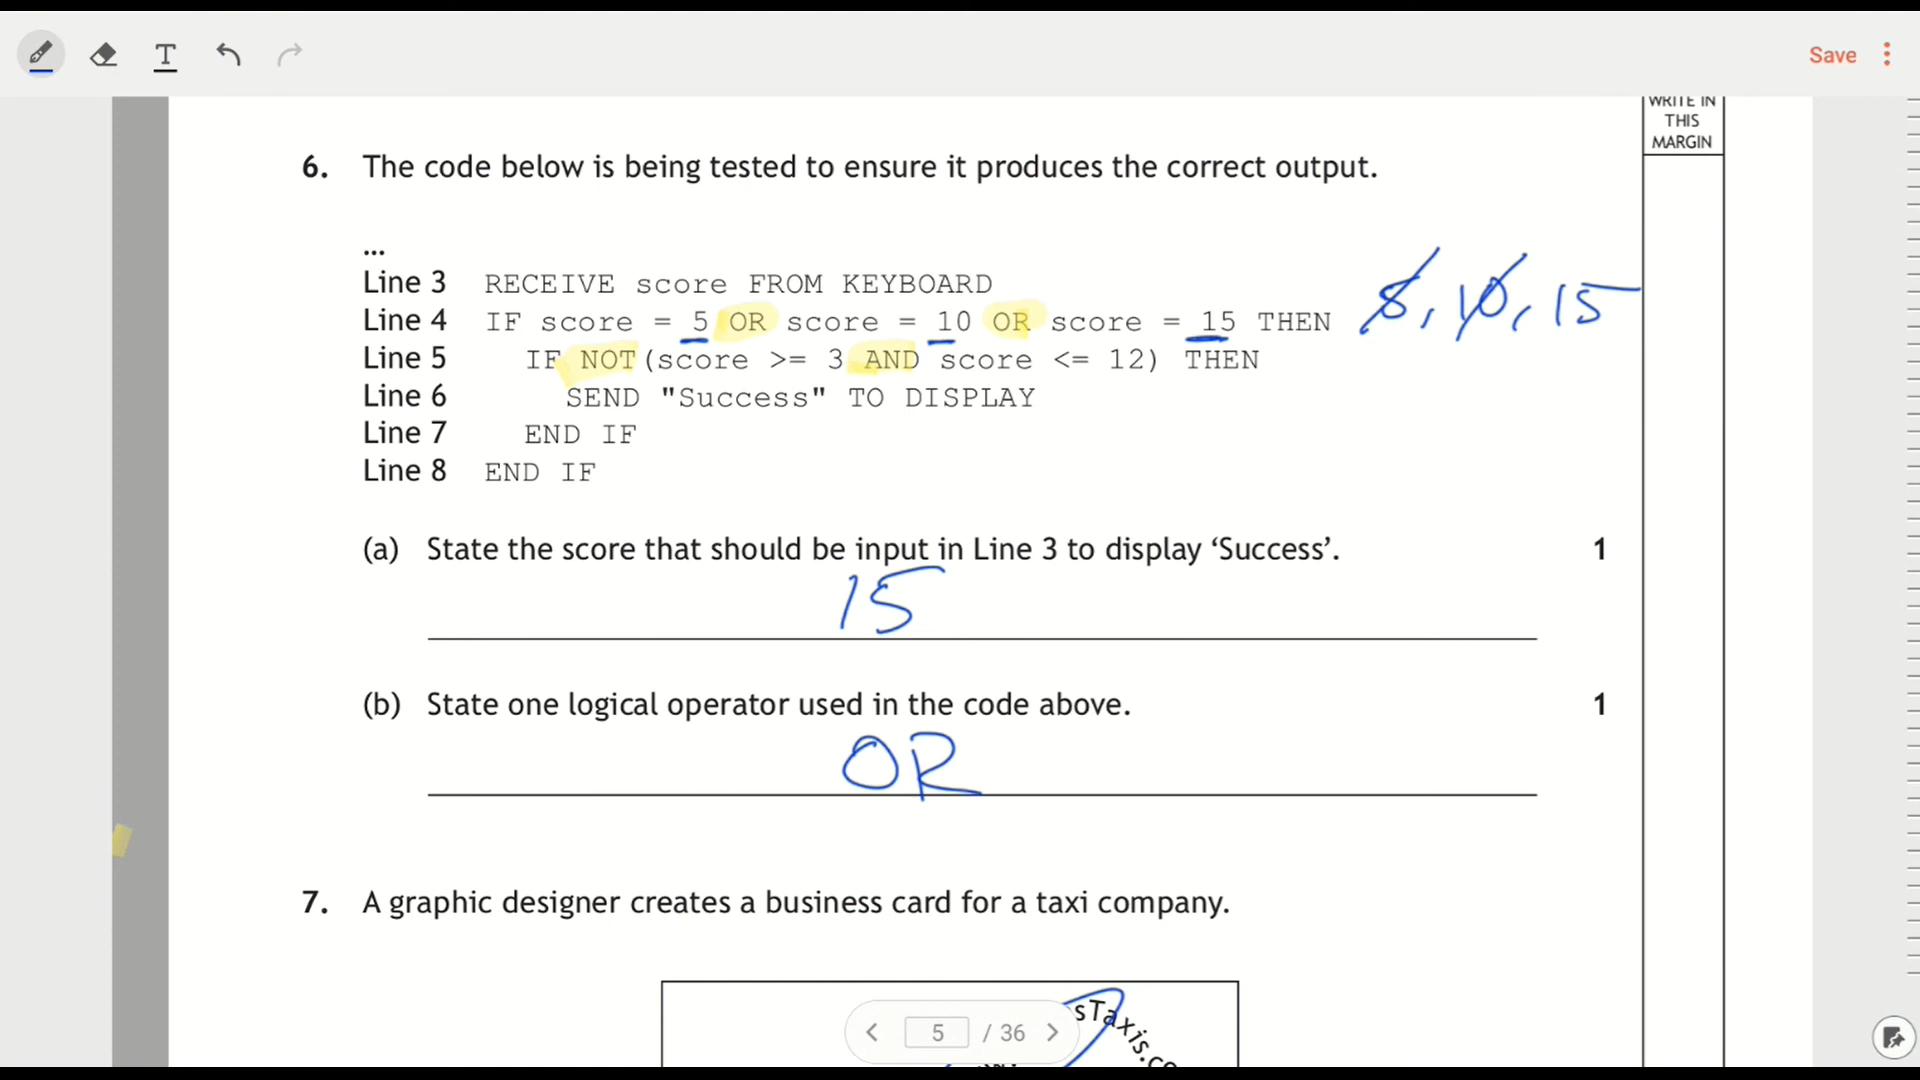 T
Save
WRITE IN
THIS
MARGIN
6. The code below is being tested to ensure it produces the correct output.
...
Line 3 RECEIVE score FROM KEYBOARD
Line 4 IF score = 5 OR score = 10 OR score = 15 THEN
5, 10, 15
Line 5 IF NOT(score >= 3 AND score <= 12) THEN
Line 6 SEND "Success" TO DISPLAY
Line 7 END IF
Line 8 END IF
(a) State the score that should be input in Line 3 to display ‘Success’. 1
15
(b) State one logical operator used in the code above. 1
OR
7. A graphic designer creates a business card for a taxi company.
sTaxis.co
5 / 36